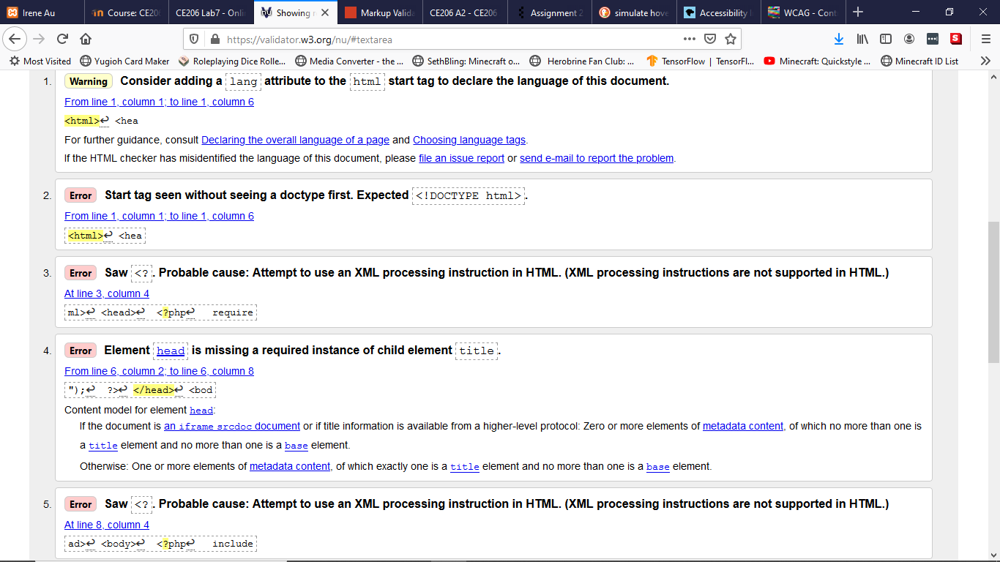 Irene Au
Course: CE20
CE206 Lab7 - Onli
Showing r
Markup Valida
CE206 A2 - CE206
Assignment 2
simulate hove
Accessibility I
WCAG - Cont
https://validator.w3.org/nu/#textarea
Most Visited
Yugioh Card Maker
Roleplaying Dice Rolle...
Media Converter - the...
SethBling: Minecraft o...
Herobrine Fan Club: ...
TensorFlow | TensorFl...
Minecraft: Quickstyle ...
Minecraft ID List
1. Warning Consider adding a lang attribute to the html start tag to declare the language of this document.
From line 1, column 1; to line 1, column 6
<html>↩ <hea
For further guidance, consult Declaring the overall language of a page and Choosing language tags.
If the HTML checker has misidentified the language of this document, please file an issue report or send e-mail to report the problem.
2. Error Start tag seen without seeing a doctype first. Expected <!DOCTYPE html>.
From line 1, column 1; to line 1, column 6
<html>↩ <hea
3. Error Saw <?. Probable cause: Attempt to use an XML processing instruction in HTML. (XML processing instructions are not supported in HTML.)
At line 3, column 4
ml>↩ <head>↩ <?php↩ require
4. Error Element head is missing a required instance of child element title.
From line 6, column 2; to line 6, column 8
");↩ ?>↩ </head>↩ <bod
Content model for element head:
If the document is an iframe srcdoc document or if title information is available from a higher-level protocol: Zero or more elements of metadata content, of which no more than one is
a title element and no more than one is a base element.
Otherwise: One or more elements of metadata content, of which exactly one is a title element and no more than one is a base element.
5. Error Saw <?. Probable cause: Attempt to use an XML processing instruction in HTML. (XML processing instructions are not supported in HTML.)
At line 8, column 4
ad>↩ <body>↩ <?php↩ include